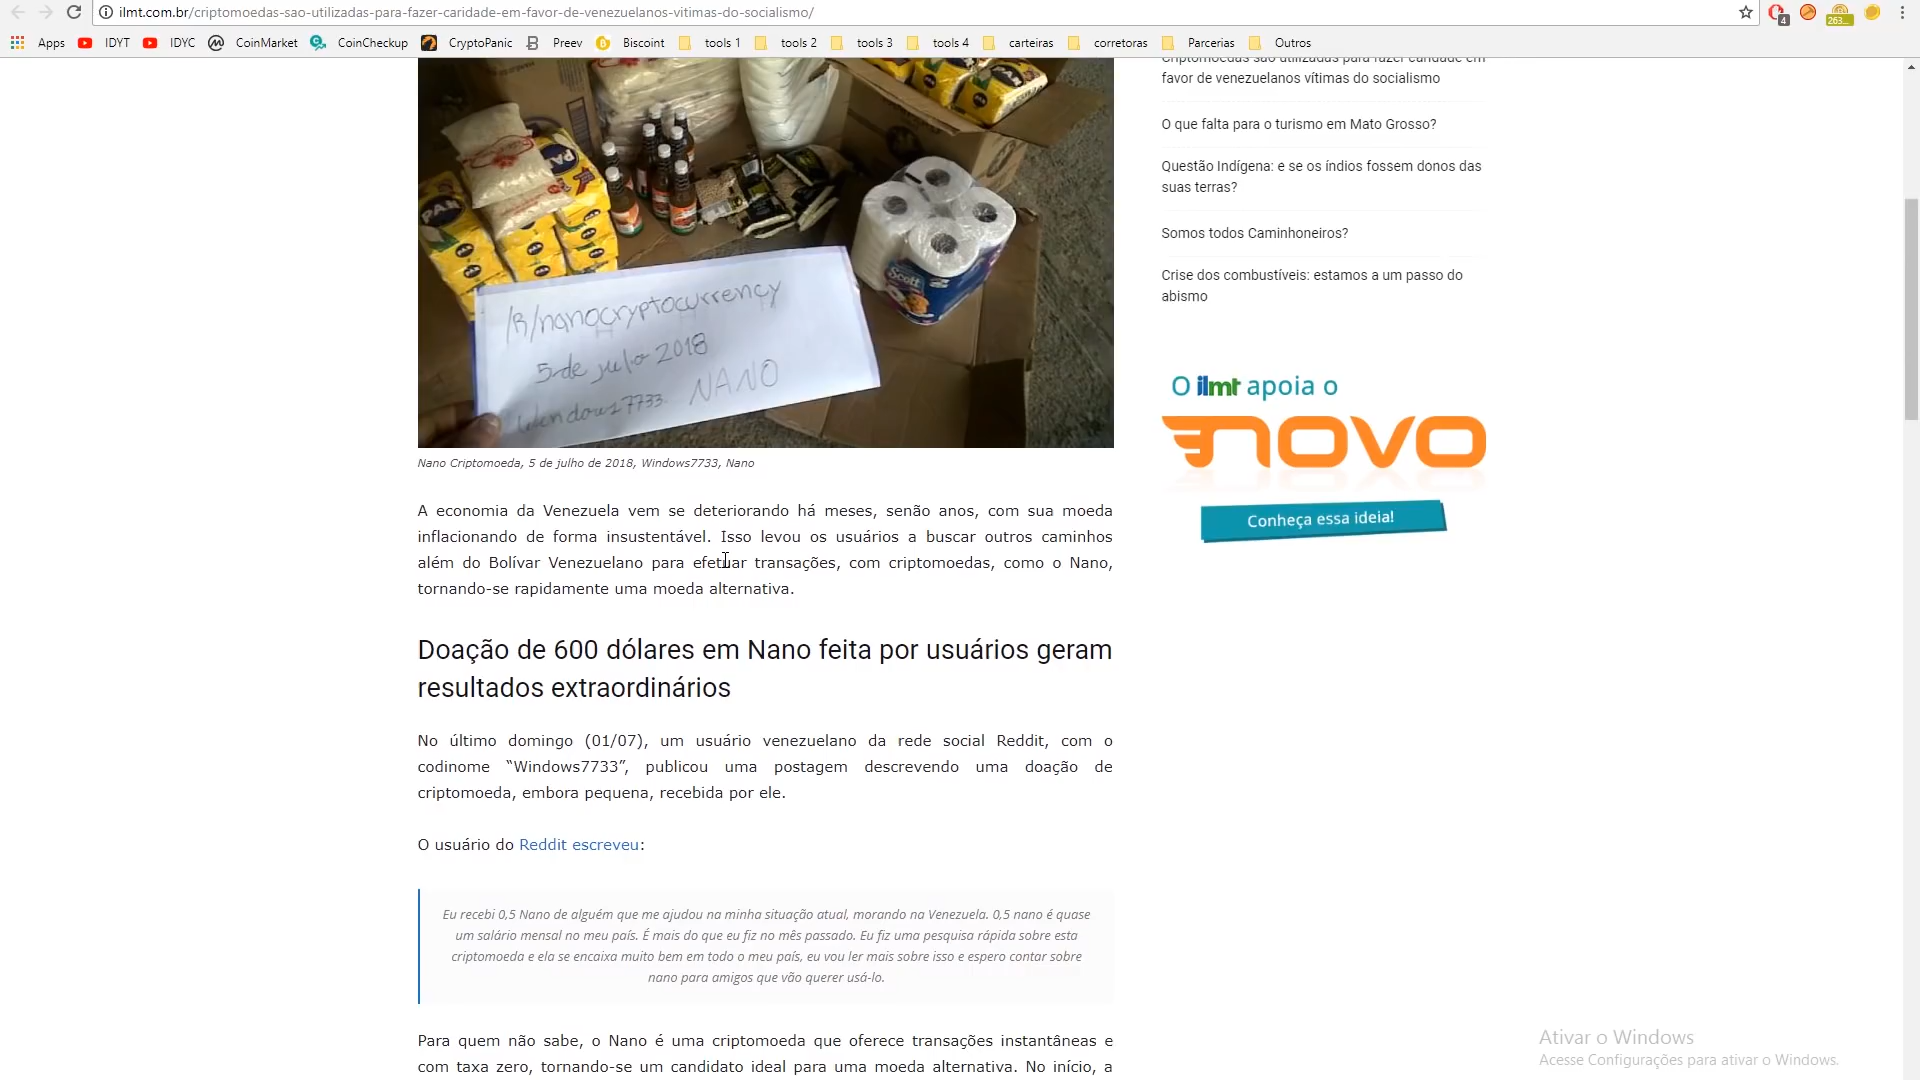 ilmt.com.br/criptomoedas-sao-utilizadas-para-fazer-caridade-em-favor-de-venezuelanos-vitimas-do-socialismo/
4
263...
Apps IDYT IDYC CoinMarket CoinCheckup CryptoPanic Preev Biscoint tools 1 tools 2 tools 3 tools 4 carteiras corretoras Parcerias Outros
PAN
Scott
/R/nanocryptocurrency
5 de julio 2018
Windows7733 NANO
Nano Criptomoeda, 5 de julho de 2018, Windows7733, Nano
A economia da Venezuela vem se deteriorando há meses, senão anos, com sua moeda
inflacionando de forma insustentável. Isso levou os usuários a buscar outros caminhos
além do Bolívar Venezuelano para efetuar transações, com criptomoedas, como o Nano,
tornando-se rapidamente uma moeda alternativa.
Doação de 600 dólares em Nano feita por usuários geram
resultados extraordinários
No último domingo (01/07), um usuário venezuelano da rede social Reddit, com o
codinome “Windows7733”, publicou uma postagem descrevendo uma doação de
criptomoeda, embora pequena, recebida por ele.
O usuário do Reddit escreveu:
Eu recebi 0,5 Nano de alguém que me ajudou na minha situação atual, morando na Venezuela. 0,5 nano é quase
um salário mensal no meu país. É mais do que eu fiz no mês passado. Eu fiz uma pesquisa rápida sobre esta
criptomoeda e ela se encaixa muito bem em todo o meu país, eu vou ler mais sobre isso e espero contar sobre
nano para amigos que vão querer usá-lo.
Para quem não sabe, o Nano é uma criptomoeda que oferece transações instantâneas e
com taxa zero, tornando-se um candidato ideal para uma moeda alternativa. No início, a
Criptomoedas são utilizadas para fazer caridade em
favor de venezuelanos vítimas do socialismo
O que falta para o turismo em Mato Grosso?
Questão Indígena: e se os índios fossem donos das
suas terras?
Somos todos Caminhoneiros?
Crise dos combustíveis: estamos a um passo do
abismo
O ilmt apoia o
NOVO
Conheça essa ideia!
Ativar o Windows
Acesse Configurações para ativar o Windows.